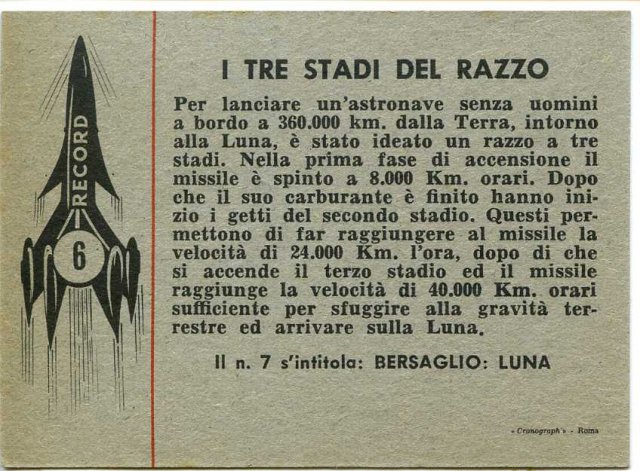 I TRE STADI DEL RAZZO
Per lanciare un'astronave senza uomini
a bordo a 360.000 km. dalla Terra, intorno
alla Luna, è stato ideato un razzo a tre
stadi. Nella prima fase di accensione il
missile è spinto a 8.000 Km. orari. Dopo
che il suo carburante è finito hanno ini-
zio i getti del secondo stadio. Questi per-
mettono di far raggiungere al missile la
velocità di 24.000 Km. l'ora, dopo di che
si accende il terzo stadio ed il missile
raggiunge la velocità di 40.000 Km. orari
sufficiente per sfuggire alla gravità ter-
restre ed arrivare sulla Luna.
Il n. 7 s'intitola: BERSAGLIO: LUNA
« Cronograph's » - Roma
RECORD
6